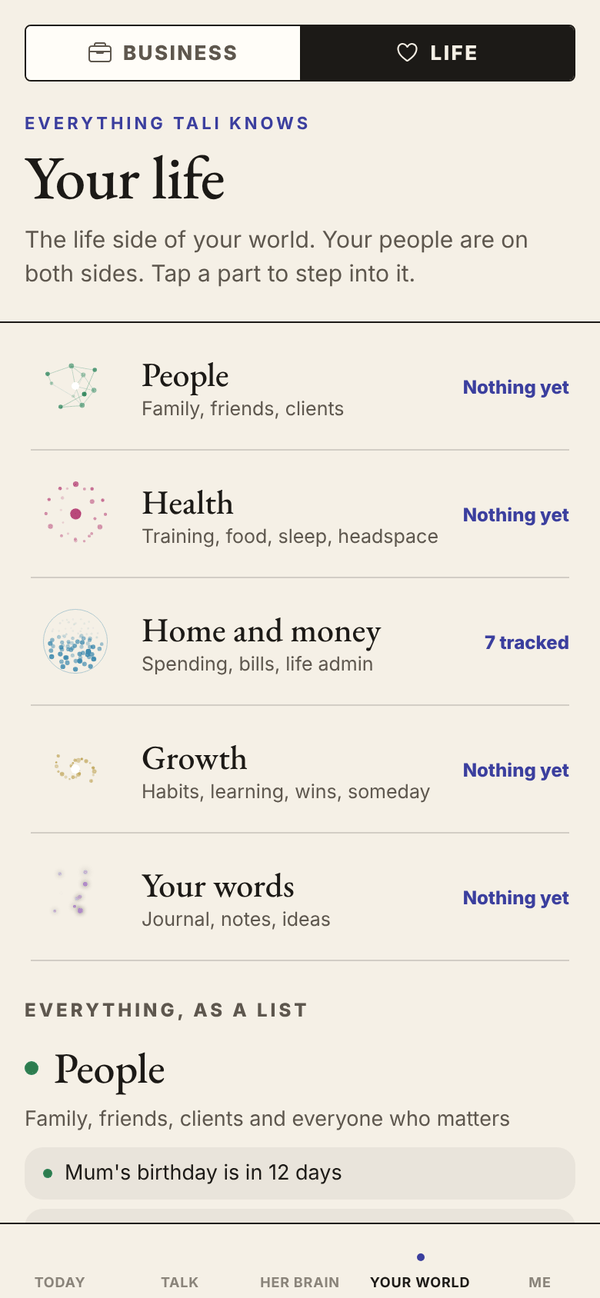 BUSINESS
LIFE
EVERYTHING TALI KNOWS
Your life
The life side of your world. Your people are on
both sides. Tap a part to step into it.
People
Family, friends, clients
Nothing yet
Health
Training, food, sleep, headspace
Nothing yet
Home and money
Spending, bills, life admin
7 tracked
Growth
Habits, learning, wins, someday
Nothing yet
Your words
Journal, notes, ideas
Nothing yet
EVERYTHING, AS A LIST
People
Family, friends, clients and everyone who matters
Mum's birthday is in 12 days
TODAY
TALK
HER BRAIN
YOUR WORLD
ME